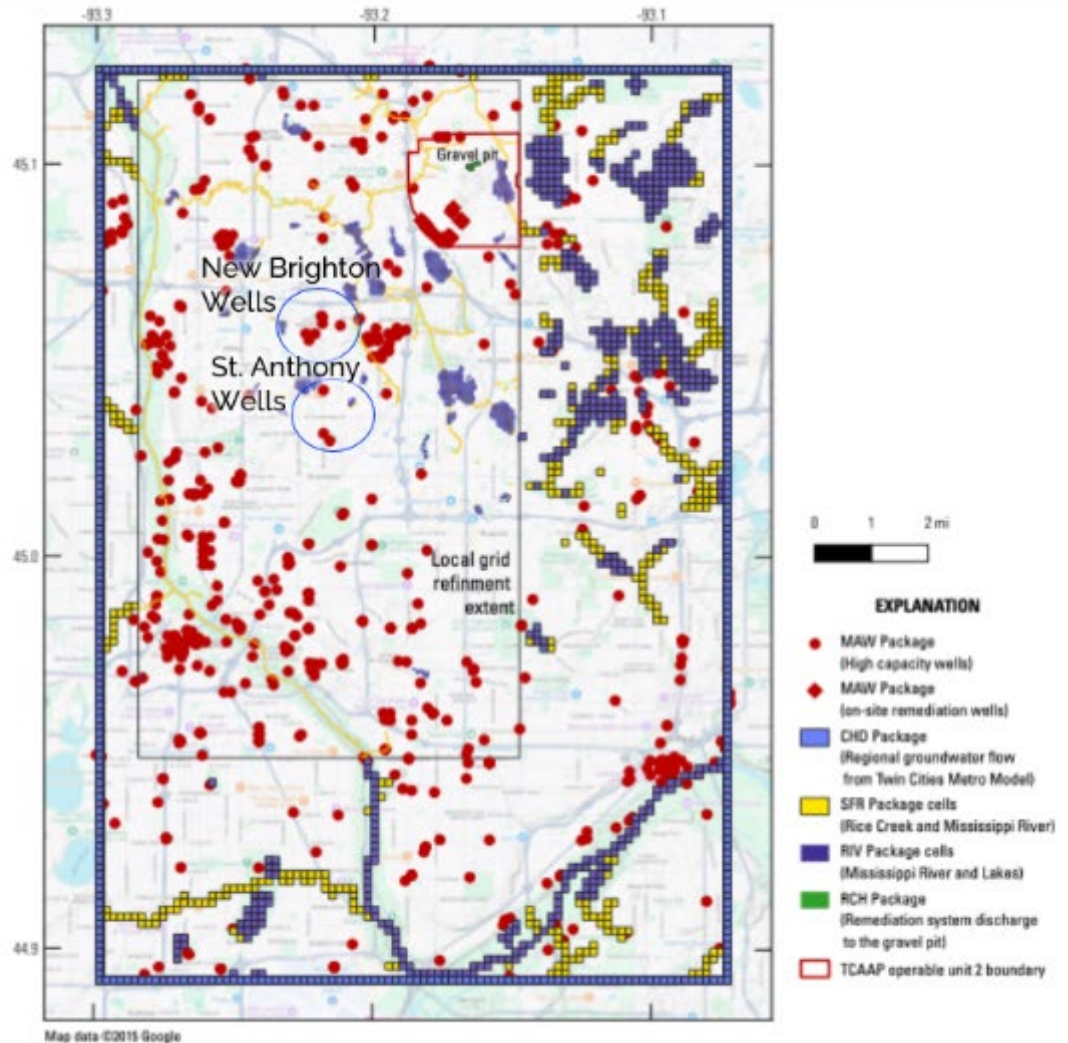 -93.3
-93.2
-93.1
45.1
Gravel pit
New Brighton
Wells
St. Anthony
Wells
45.0
Local grid
refinment
extent
44.9
0 1 2 mi
EXPLANATION
MAW Package
(High capacity wells)
MAW Package
(on-site remediation wells)
CHD Package
(Regional groundwater flow
from Twin Cities Metro Model)
SFR Package cells
(Rice Creek and Mississippi River)
RIV Package cells
(Mississippi River and Lakes)
RCH Package
(Remediation system discharge
to the gravel pit)
TCAAP operable unit 2 boundary
Map data ©2015 Google